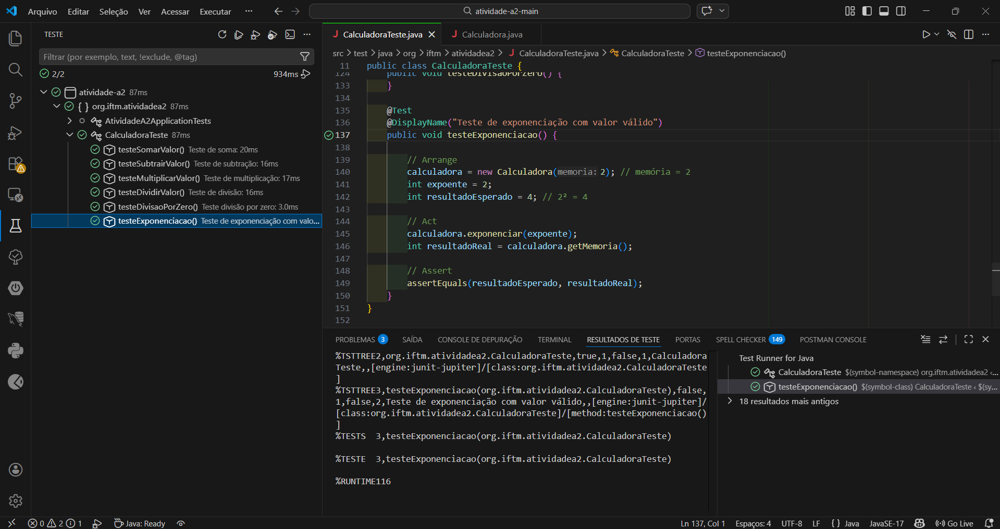 Arquivo Editar Seleção Ver Acessar Executar ··· atividade-a2-main
TESTE
Filtrar (por exemplo, text, !exclude, @tag)
2/2 934ms
atividade-a2 87ms
org.iftm.atividadea2 87ms
AtividadeA2ApplicationTests
CalculadoraTeste 87ms
testeSomarValor() Teste de soma: 20ms
testeSubtrairValor() Teste de subtração: 16ms
testeMultiplicarValor() Teste de multiplicação: 17ms
testeDividirValor() Teste de divisão: 16ms
testeDivisaoPorZero() Teste divisão por zero: 3.0ms
testeExponenciacao() Teste de exponenciação com valo...
CalculadoraTeste.java Calculadora.java
src > test > java > org > iftm > atividadea2 > CalculadoraTeste.java > CalculadoraTeste > testeExponenciacao()
11 public class CalculadoraTeste {
124 public void testeDivisaoPorZero() {
133 }
134
135 @Test
136 @DisplayName("Teste de exponenciação com valor válido")
137 public void testeExponenciacao() {
138
139 // Arrange
140 calculadora = new Calculadora(memoria: 2); // memória = 2
141 int expoente = 2;
142 int resultadoEsperado = 4; // 2² = 4
143
144 // Act
145 calculadora.exponenciar(expoente);
146 int resultadoReal = calculadora.getMemoria();
147
148 // Assert
149 assertEquals(resultadoEsperado, resultadoReal);
150 }
151 }
152
PROBLEMAS 3 SAÍDA CONSOLE DE DEPURAÇÃO TERMINAL RESULTADOS DE TESTE PORTAS SPELL CHECKER 149 POSTMAN CONSOLE
%TSTTREE2,org.iftm.atividadea2.CalculadoraTeste,true,1,false,1,Calculadora
Teste,,[engine:junit-jupiter]/[class:org.iftm.atividadea2.CalculadoraTeste
]
%TSTTREE3,testeExponenciacao(org.iftm.atividadea2.CalculadoraTeste),false,
1,false,2,Teste de exponenciação com valor válido,,[engine:junit-jupiter]/
[class:org.iftm.atividadea2.CalculadoraTeste]/[method:testeExponenciacao()
]
%TESTS 3,testeExponenciacao(org.iftm.atividadea2.CalculadoraTeste)
%TESTE 3,testeExponenciacao(org.iftm.atividadea2.CalculadoraTeste)
%RUNTIME116
Test Runner for Java
CalculadoraTeste $(symbol-namespace) org.iftm.atividadea2 ‹...
testeExponenciacao() $(symbol-class) CalculadoraTeste ‹ $(sy...
18 resultados mais antigos
0 2 1 Java: Ready Ln 137, Col 1 Espaços: 4 UTF-8 LF { } Java JavaSE-17 Go Live